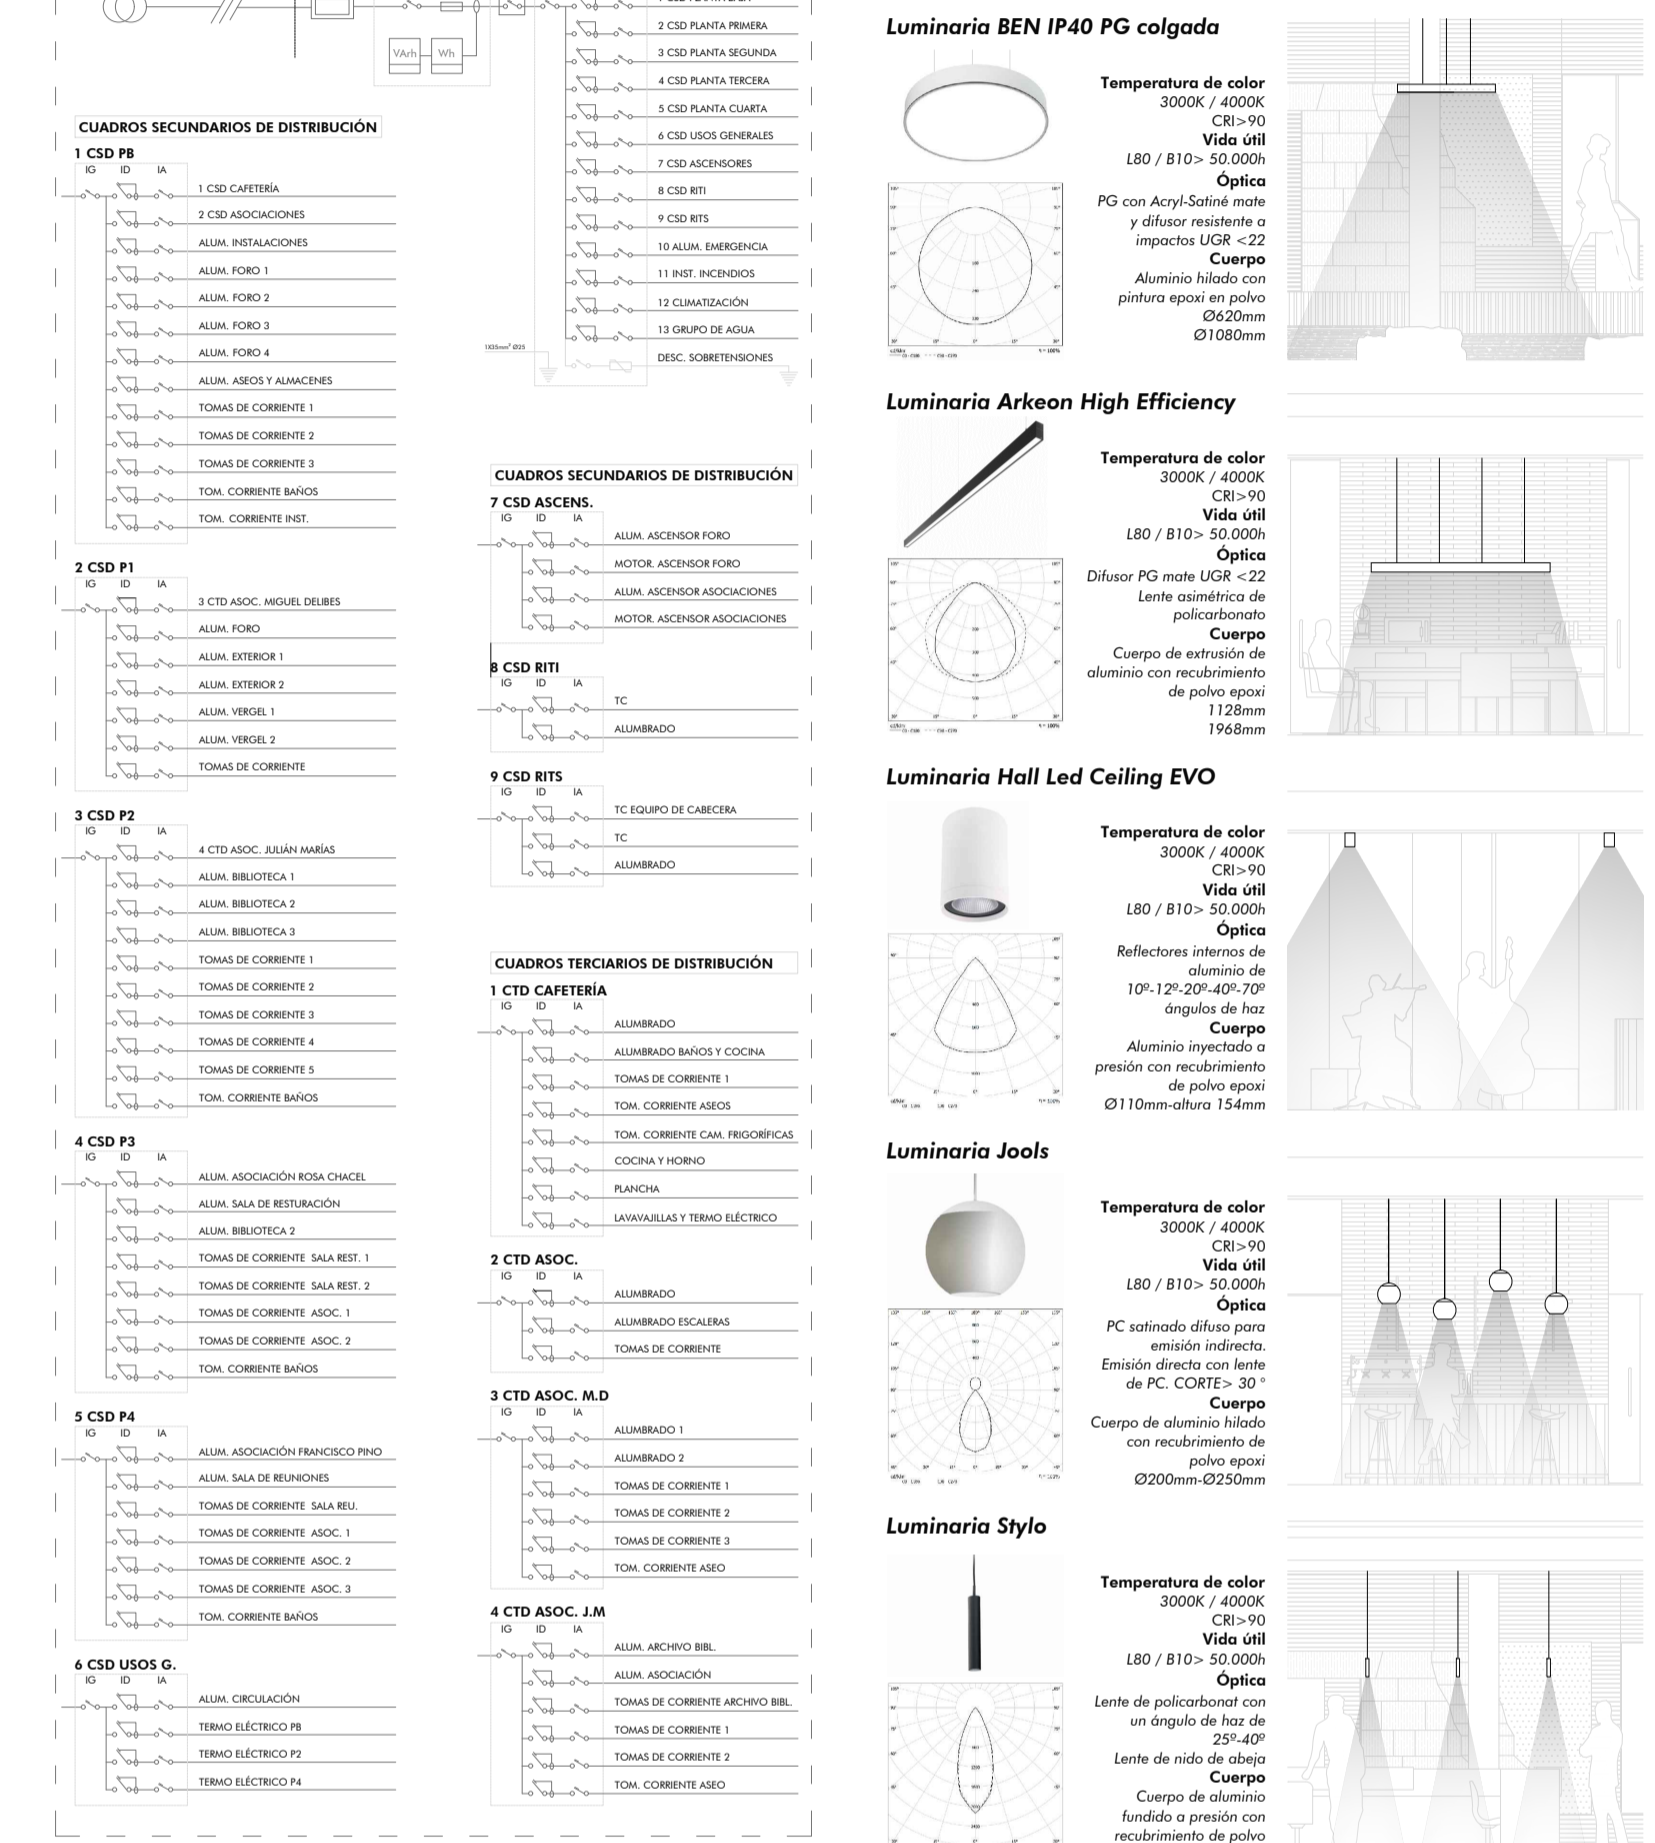 VArh
Wh
2 CSD PLANTA PRIMERA
3 CSD PLANTA SEGUNDA
4 CSD PLANTA TERCERA
5 CSD PLANTA CUARTA
6 CSD USOS GENERALES
7 CSD ASCENSORES
8 CSD RITI
9 CSD RITS
10 ALUM. EMERGENCIA
11 INST. INCENDIOS
12 CLIMATIZACIÓN
13 GRUPO DE AGUA
DESC. SOBRETENSIONES
1X35mm² Ø25
CUADROS SECUNDARIOS DE DISTRIBUCIÓN
1 CSD PB
IG ID IA
1 CSD CAFETERÍA
2 CSD ASOCIACIONES
ALUM. INSTALACIONES
ALUM. FORO 1
ALUM. FORO 2
ALUM. FORO 3
ALUM. FORO 4
ALUM. ASEOS Y ALMACENES
TOMAS DE CORRIENTE 1
TOMAS DE CORRIENTE 2
TOMAS DE CORRIENTE 3
TOM. CORRIENTE BAÑOS
TOM. CORRIENTE INST.
2 CSD P1
IG ID IA
3 CTD ASOC. MIGUEL DELIBES
ALUM. FORO
ALUM. EXTERIOR 1
ALUM. EXTERIOR 2
ALUM. VERGEL 1
ALUM. VERGEL 2
TOMAS DE CORRIENTE
3 CSD P2
IG ID IA
4 CTD ASOC. JULIÁN MARÍAS
ALUM. BIBLIOTECA 1
ALUM. BIBLIOTECA 2
ALUM. BIBLIOTECA 3
TOMAS DE CORRIENTE 1
TOMAS DE CORRIENTE 2
TOMAS DE CORRIENTE 3
TOMAS DE CORRIENTE 4
TOMAS DE CORRIENTE 5
TOM. CORRIENTE BAÑOS
4 CSD P3
IG ID IA
ALUM. ASOCIACIÓN ROSA CHACEL
ALUM. SALA DE RESTURACIÓN
ALUM. BIBLIOTECA 2
TOMAS DE CORRIENTE SALA REST. 1
TOMAS DE CORRIENTE SALA REST. 2
TOMAS DE CORRIENTE ASOC. 1
TOMAS DE CORRIENTE ASOC. 2
TOM. CORRIENTE BAÑOS
5 CSD P4
IG ID IA
ALUM. ASOCIACIÓN FRANCISCO PINO
ALUM. SALA DE REUNIONES
TOMAS DE CORRIENTE SALA REU.
TOMAS DE CORRIENTE ASOC. 1
TOMAS DE CORRIENTE ASOC. 2
TOMAS DE CORRIENTE ASOC. 3
TOM. CORRIENTE BAÑOS
6 CSD USOS G.
IG ID IA
ALUM. CIRCULACIÓN
TERMO ELÉCTRICO PB
TERMO ELÉCTRICO P2
TERMO ELÉCTRICO P4
CUADROS SECUNDARIOS DE DISTRIBUCIÓN
7 CSD ASCENS.
IG ID IA
ALUM. ASCENSOR FORO
MOTOR. ASCENSOR FORO
ALUM. ASCENSOR ASOCIACIONES
MOTOR. ASCENSOR ASOCIACIONES
8 CSD RITI
IG ID IA
TC
ALUMBRADO
9 CSD RITS
IG ID IA
TC EQUIPO DE CABECERA
TC
ALUMBRADO
CUADROS TERCIARIOS DE DISTRIBUCIÓN
1 CTD CAFETERÍA
IG ID IA
ALUMBRADO
ALUMBRADO BAÑOS Y COCINA
TOMAS DE CORRIENTE 1
TOM. CORRIENTE ASEOS
TOM. CORRIENTE CAM. FRIGORÍFICAS
COCINA Y HORNO
PLANCHA
LAVAVAJILLAS Y TERMO ELÉCTRICO
2 CTD ASOC.
IG ID IA
ALUMBRADO
ALUMBRADO ESCALERAS
TOMAS DE CORRIENTE
3 CTD ASOC. M.D
IG ID IA
ALUMBRADO 1
ALUMBRADO 2
TOMAS DE CORRIENTE 1
TOMAS DE CORRIENTE 2
TOMAS DE CORRIENTE 3
TOM. CORRIENTE ASEO
4 CTD ASOC. J.M
IG ID IA
ALUM. ARCHIVO BIBL.
ALUM. ASOCIACIÓN
TOMAS DE CORRIENTE ARCHIVO BIBL.
TOMAS DE CORRIENTE 1
TOMAS DE CORRIENTE 2
TOM. CORRIENTE ASEO
Luminaria BEN IP40 PG colgada
Temperatura de color
3000K / 4000K
CRI>90
Vida útil
L80 / B10> 50.000h
Óptica
PG con Acryl-Satiné mate
y difusor resistente a
impactos UGR <22
Cuerpo
Aluminio hilado con
pintura epoxi en polvo
Ø620mm
Ø1080mm
Luminaria Arkeon High Efficiency
Temperatura de color
3000K / 4000K
CRI>90
Vida útil
L80 / B10> 50.000h
Óptica
Difusor PG mate UGR <22
Lente asimétrica de
policarbonato
Cuerpo
Cuerpo de extrusión de
aluminio con recubrimiento
de polvo epoxi
1128mm
1968mm
Luminaria Hall Led Ceiling EVO
Temperatura de color
3000K / 4000K
CRI>90
Vida útil
L80 / B10> 50.000h
Óptica
Reflectores internos de
aluminio de
10º-12º-20º-40º-70º
ángulos de haz
Cuerpo
Aluminio inyectado a
presión con recubrimiento
de polvo epoxi
Ø110mm-altura 154mm
Luminaria Jools
Temperatura de color
3000K / 4000K
CRI>90
Vida útil
L80 / B10> 50.000h
Óptica
PC satinado difuso para
emisión indirecta.
Emisión directa con lente
de PC. CORTE> 30 °
Cuerpo
Cuerpo de aluminio hilado
con recubrimiento de
polvo epoxi
Ø200mm-Ø250mm
Luminaria Stylo
Temperatura de color
3000K / 4000K
CRI>90
Vida útil
L80 / B10> 50.000h
Óptica
Lente de policarbonat con
un ángulo de haz de
25º-40º
Lente de nido de abeja
Cuerpo
Cuerpo de aluminio
fundido a presión con
recubrimiento de polvo